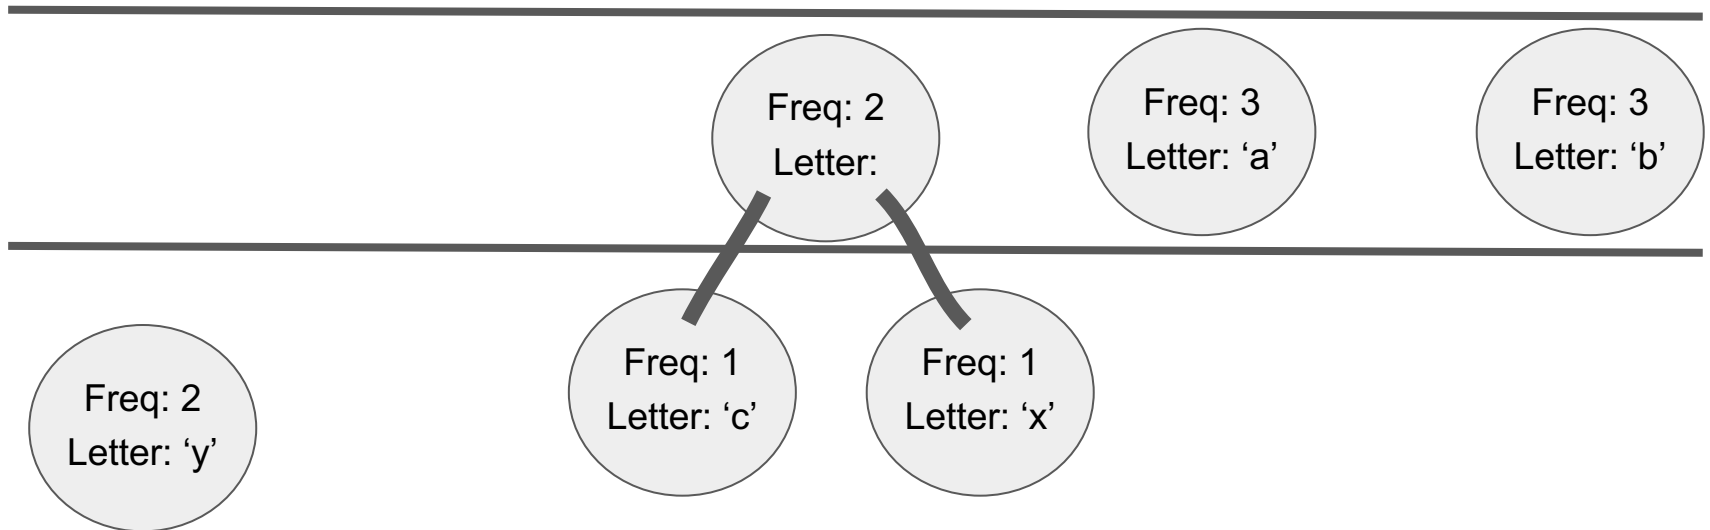 Freq: 2
Letter:
Freq: 3
Letter: ‘a’
Freq: 3
Letter: ‘b’
Freq: 2
Letter: ‘y’
Freq: 1
Letter: ‘c’
Freq: 1
Letter: ‘x’